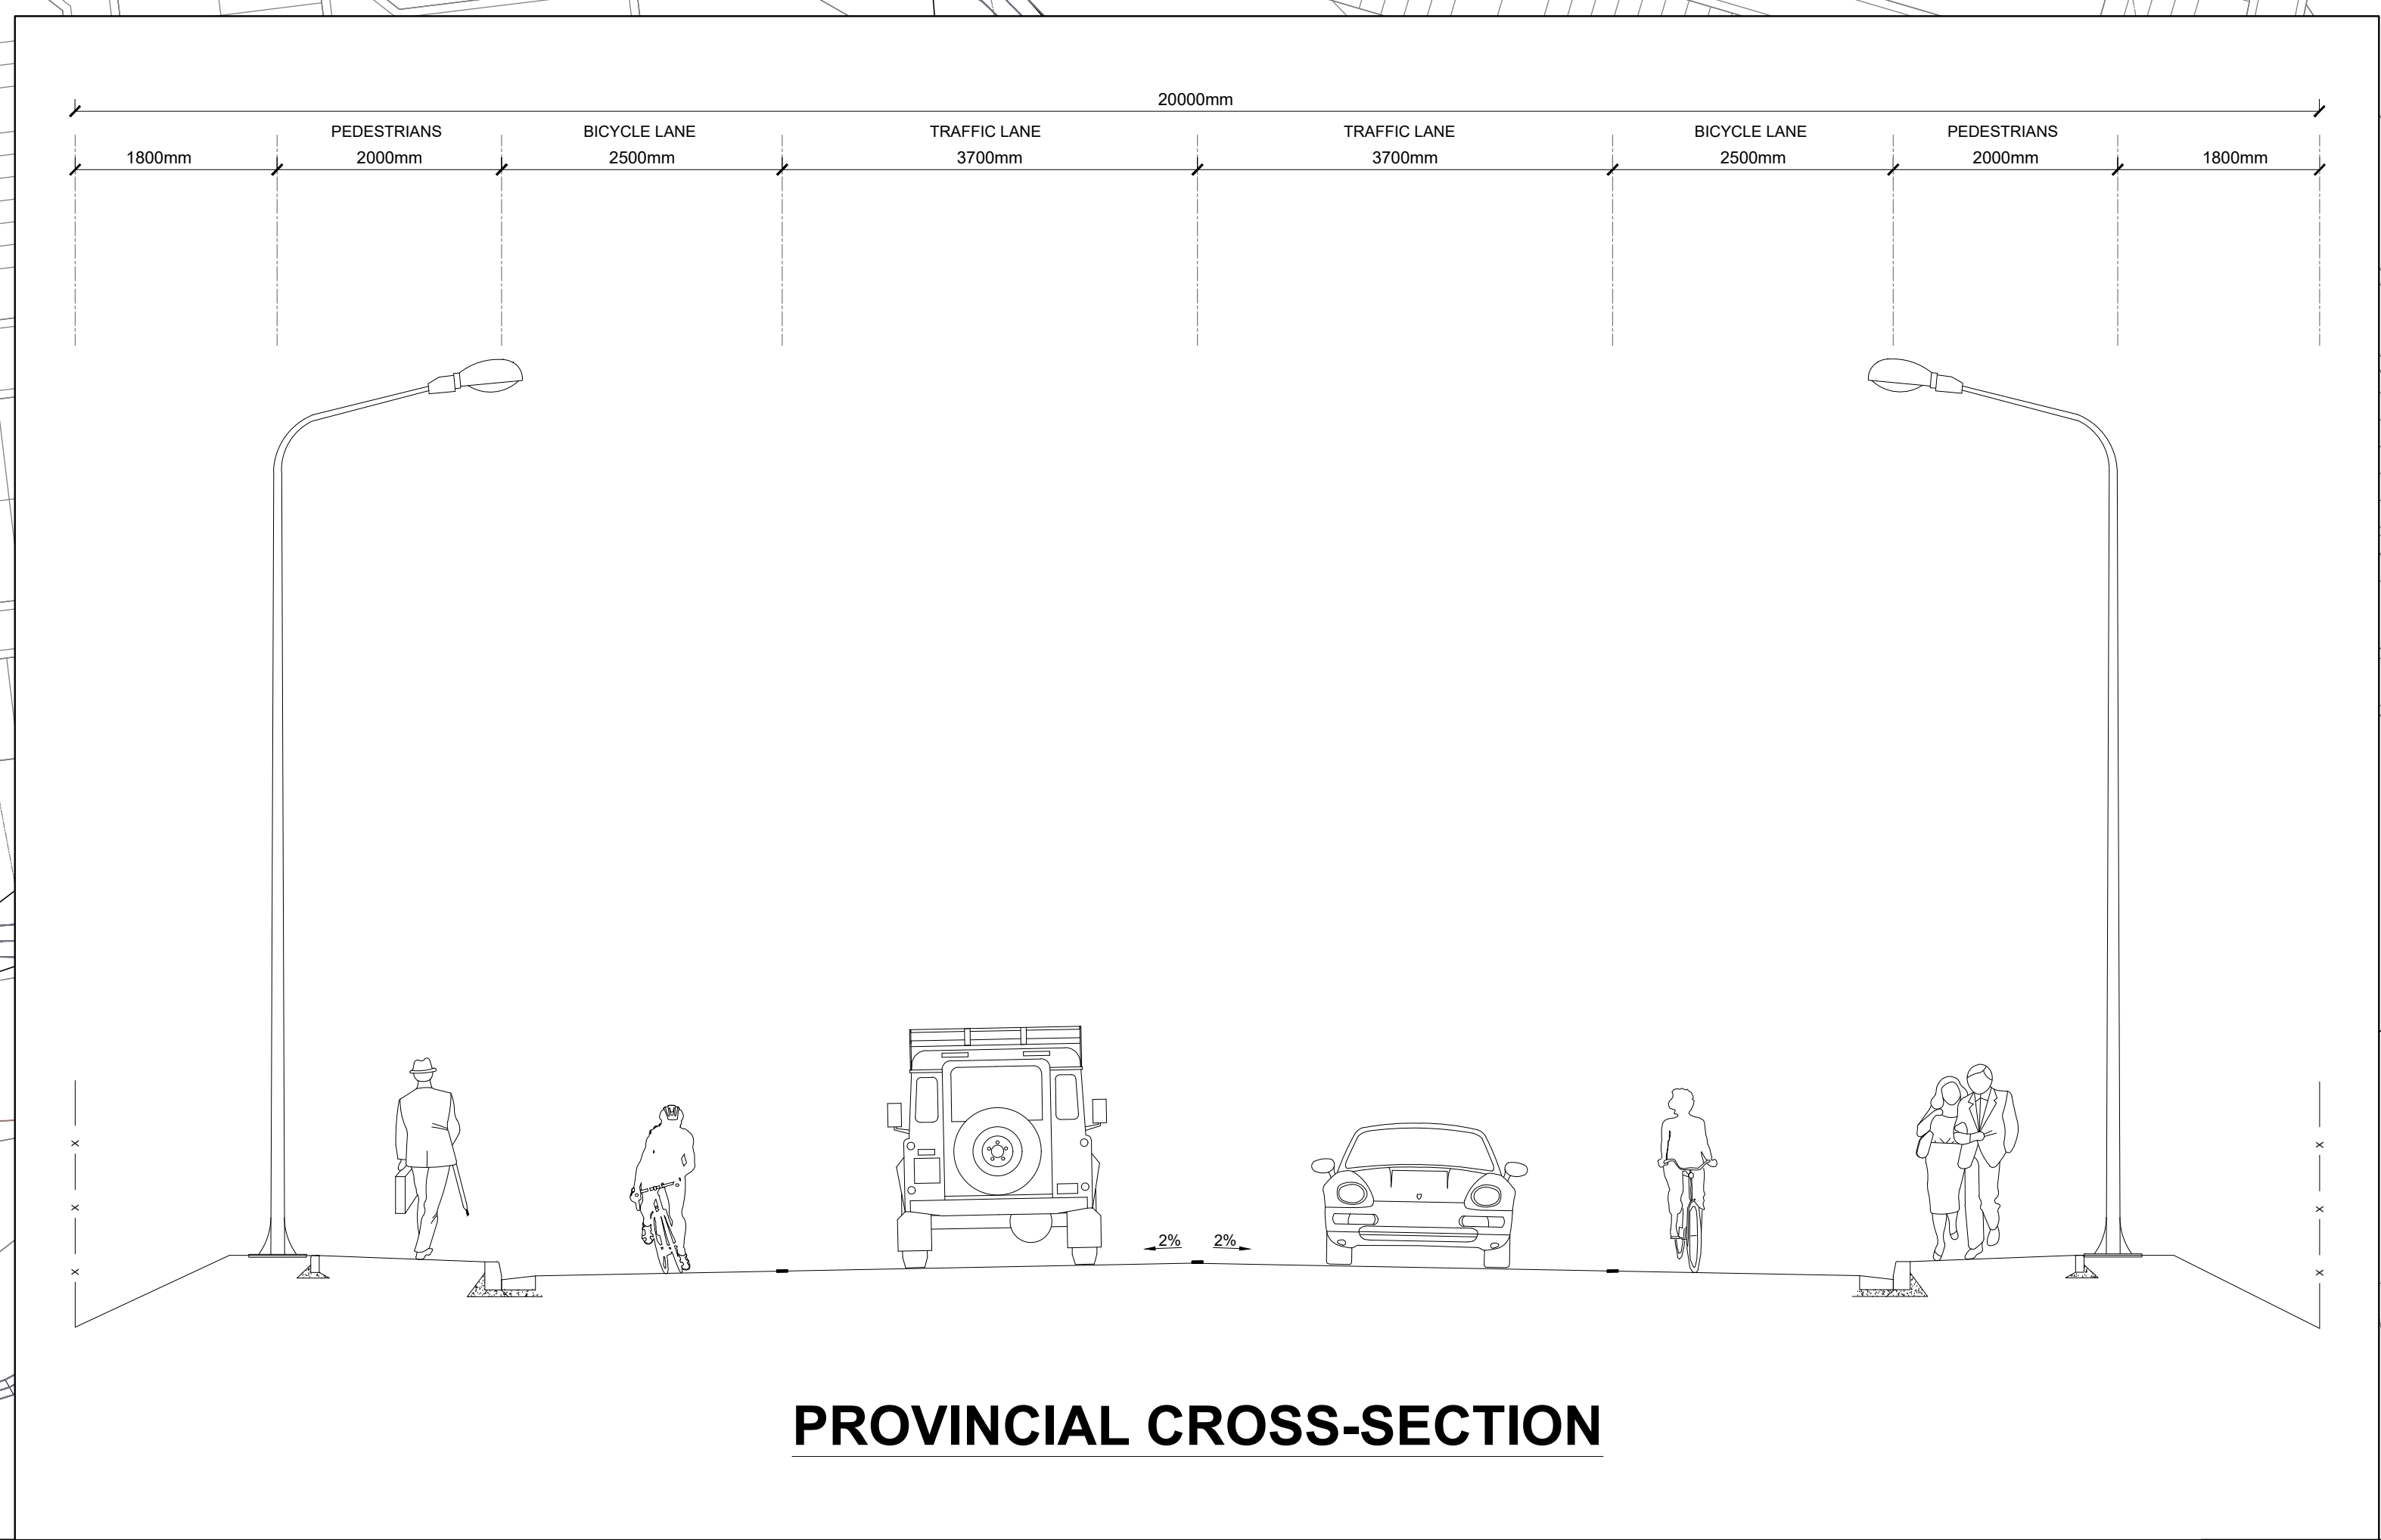 20000mm
PEDESTRIANS BICYCLE LANE TRAFFIC LANE TRAFFIC LANE BICYCLE LANE PEDESTRIANS
1800mm 2000mm 2500mm 3700mm 3700mm 2500mm 2000mm 1800mm
x x
x x
2% 2%
x x
PROVINCIAL CROSS-SECTION